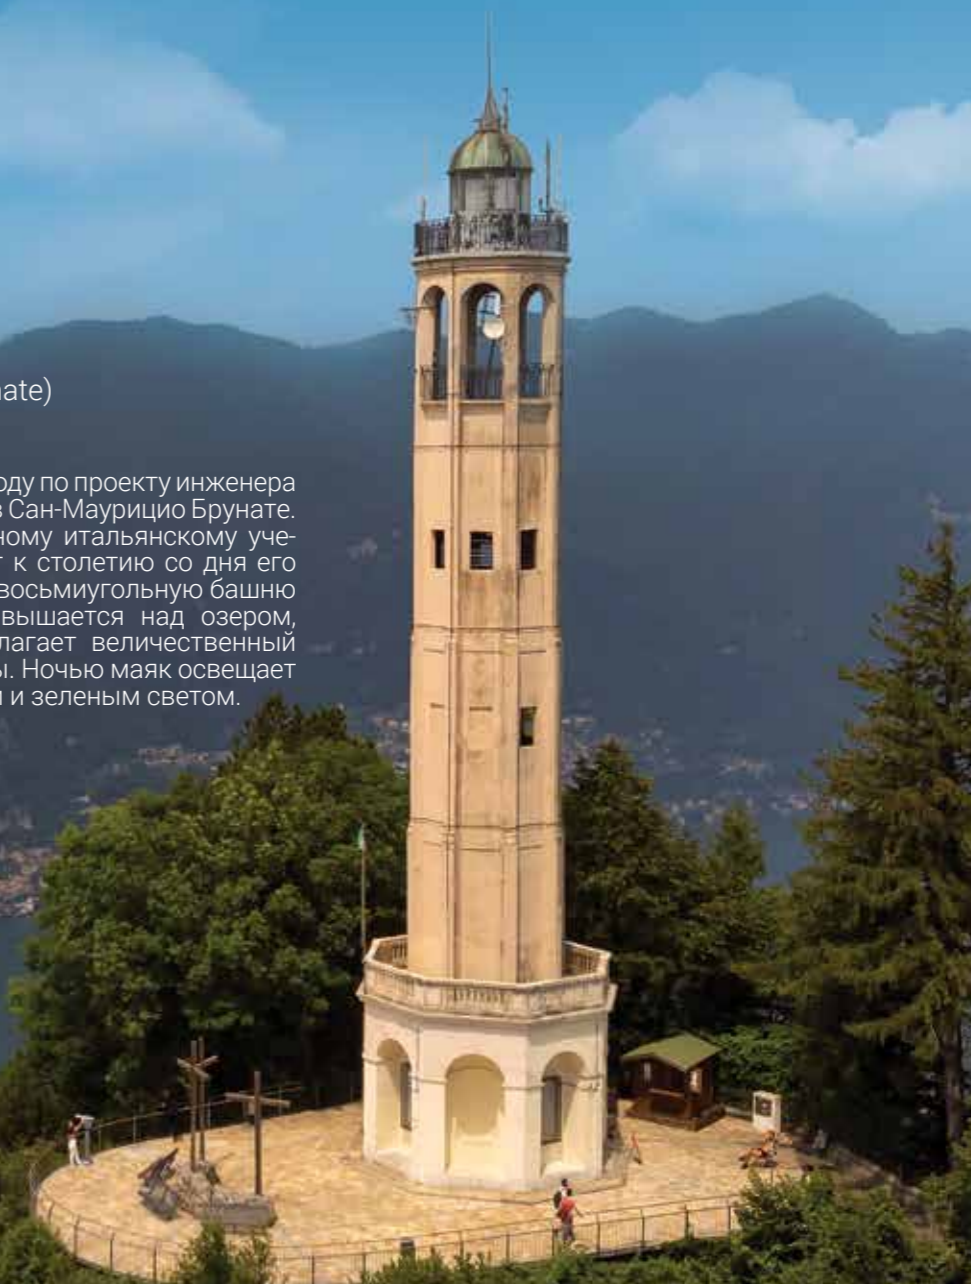 nate)
оду по проекту инженера
в Сан-Маурицио Брунате.
ному итальянскому уче-
т к столетию со дня его
восьмиугольную башню
вышается над озером,
лагает величественный
ы. Ночью маяк освещает
и и зеленым светом.